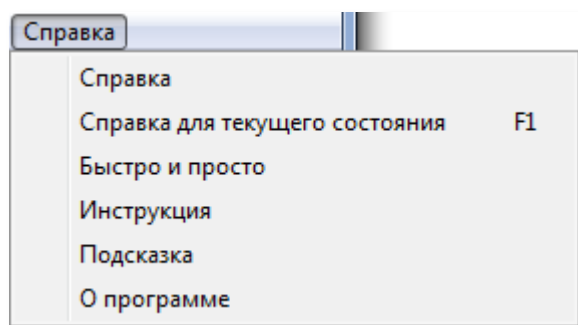 Справка
Справка
Справка для текущего состояния F1
Быстро и просто
Инструкция
Подсказка
О программе